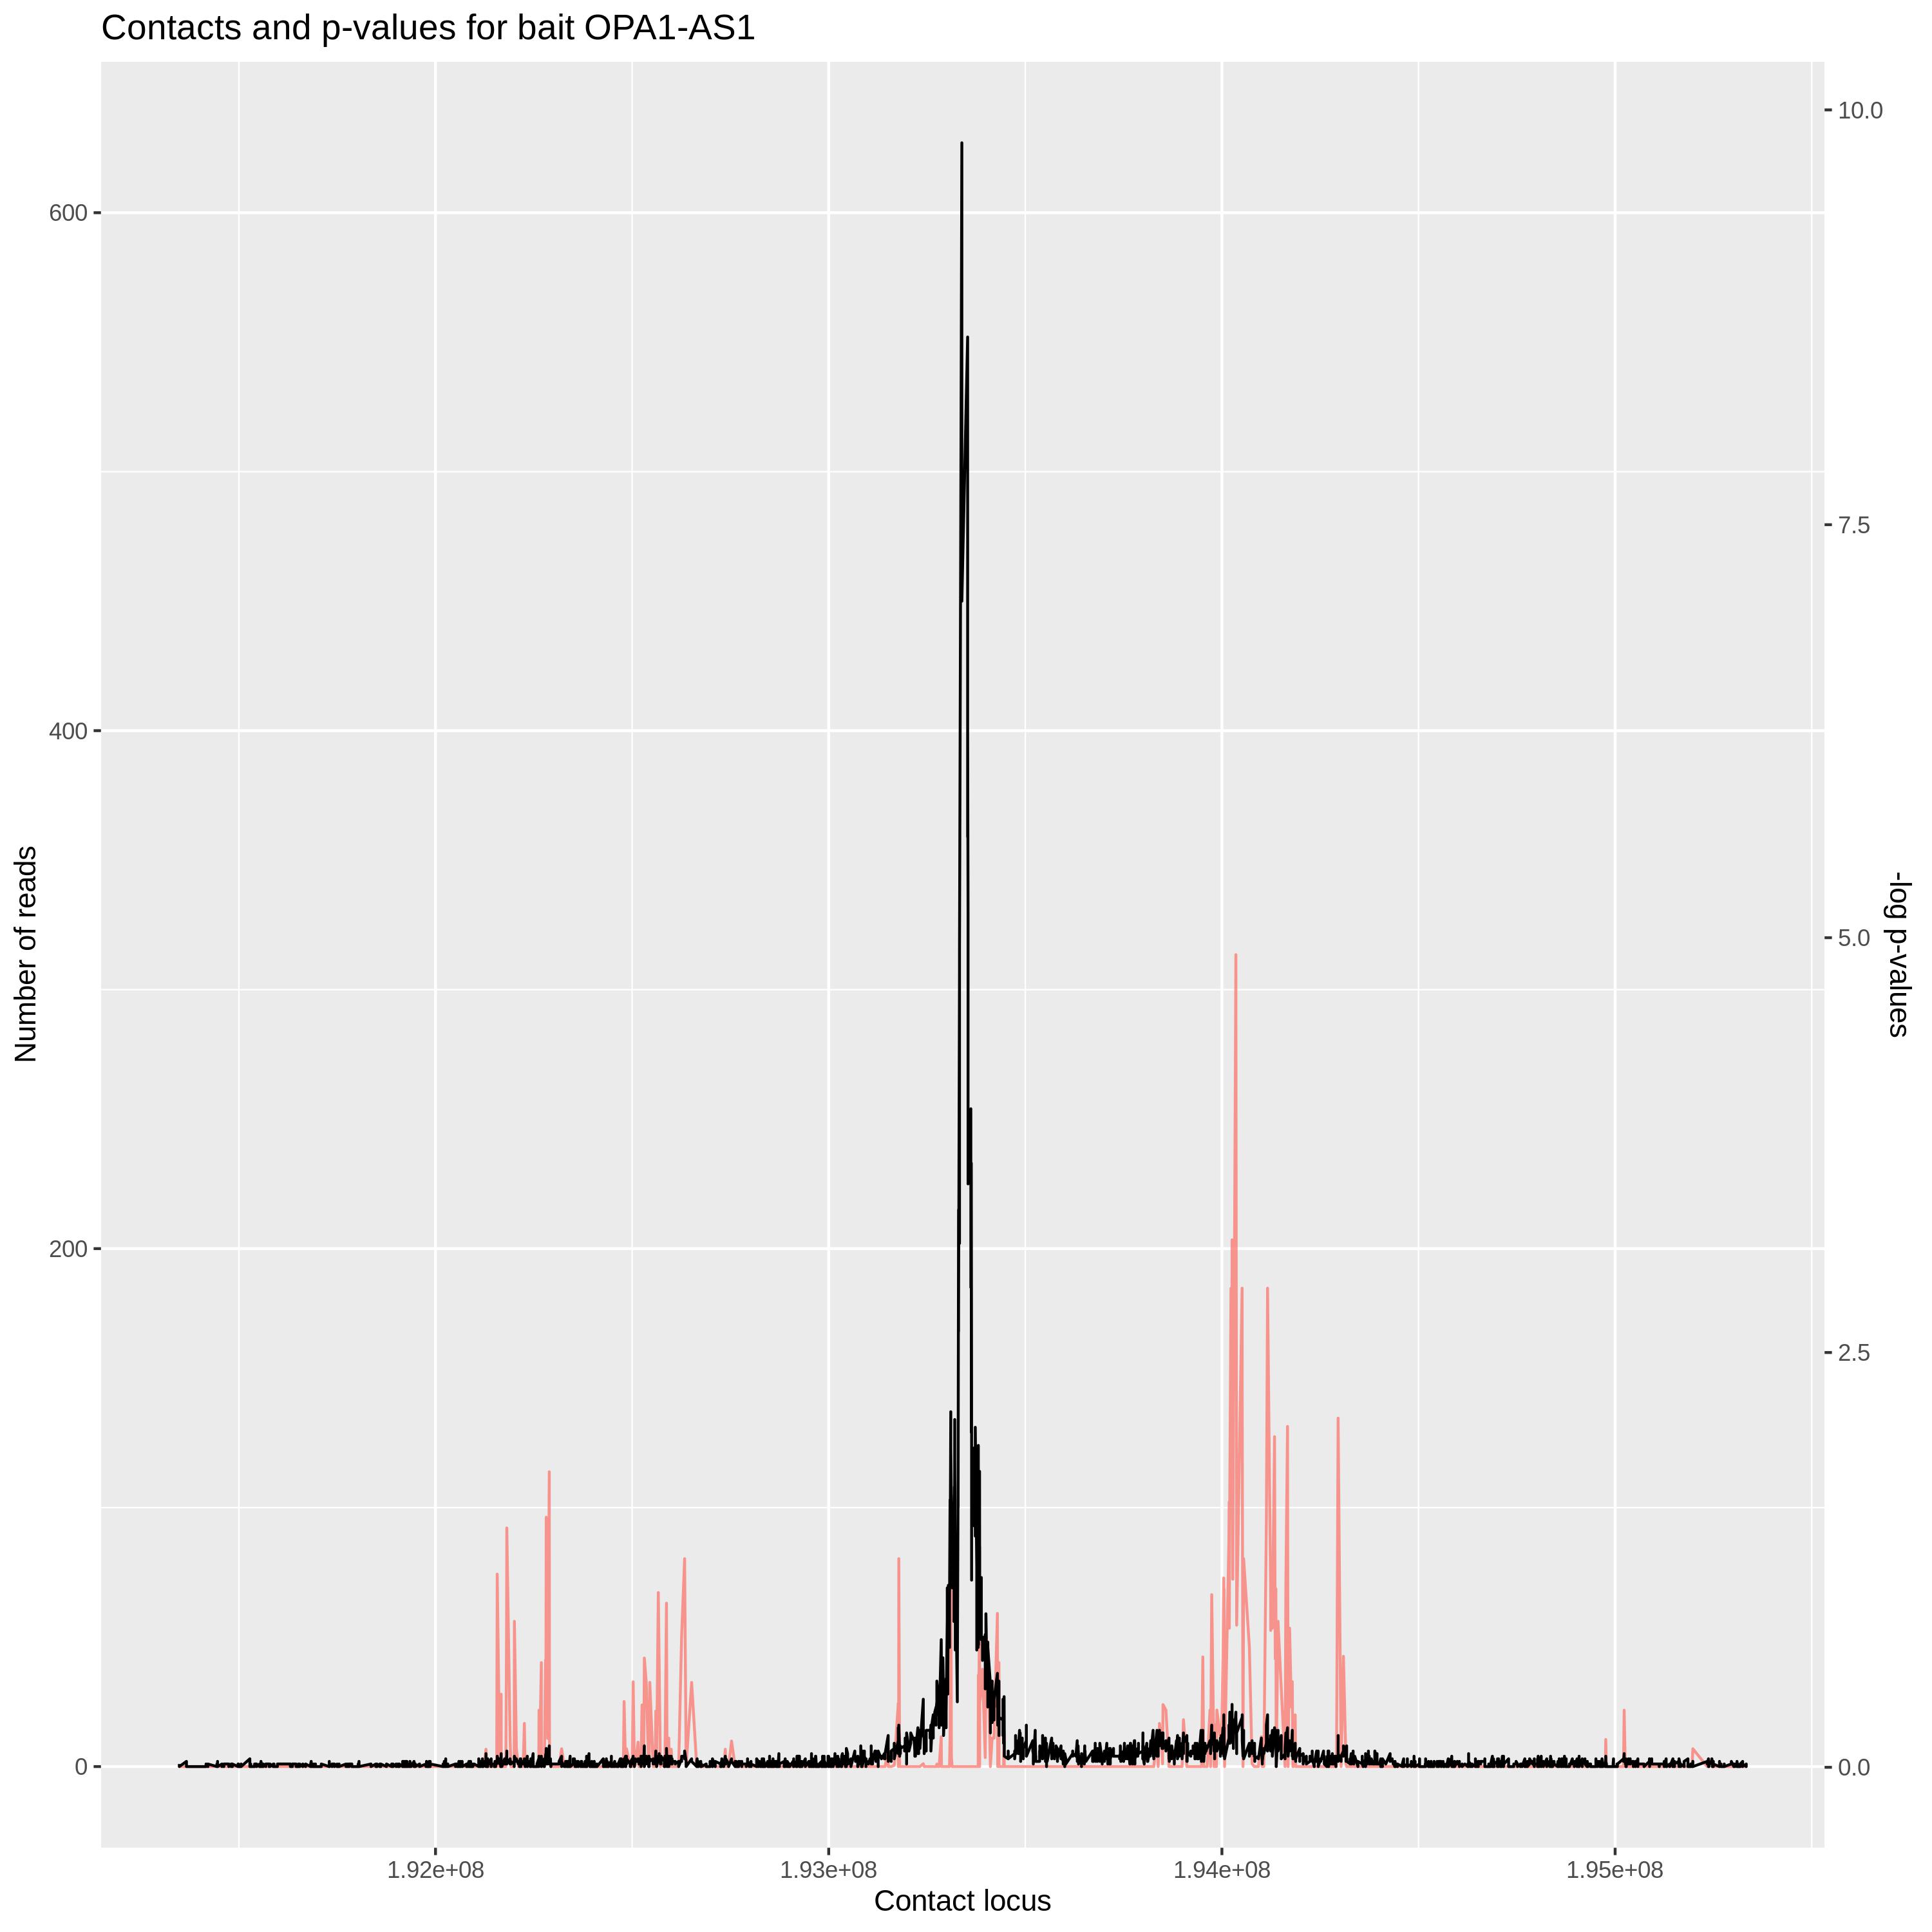 Contacts and p-values for bait OPA1-AS1
10.0
600
7.5
400
Number of reads
5.0
-log p-values
200
2.5
0
0.0
1.92e+08
1.93e+08
1.94e+08
1.95e+08
Contact locus